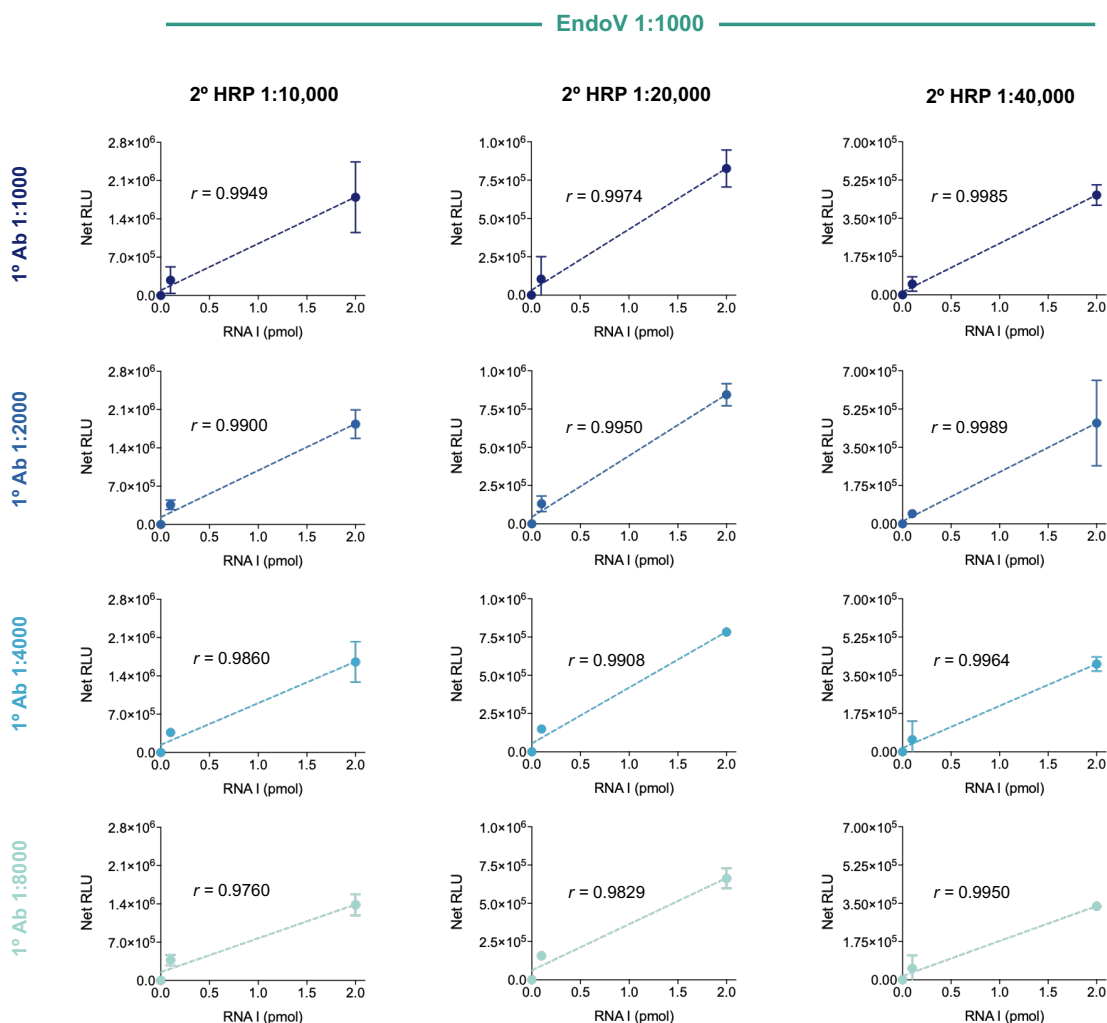 EndoV 1:1000
2º HRP 1:10,000
2º HRP 1:20,000
2º HRP 1:40,000
1º Ab 1:1000
Net RLU
2.8×10⁶
2.1×10⁶
1.4×10⁶
7.0×10⁵
0.0
r = 0.9949
0.0 0.5 1.0 1.5 2.0
RNA I (pmol)
Net RLU
1.0×10⁶
7.5×10⁵
5.0×10⁵
2.5×10⁵
0.0
r = 0.9974
0.0 0.5 1.0 1.5 2.0
RNA I (pmol)
Net RLU
7.00×10⁵
5.25×10⁵
3.50×10⁵
1.75×10⁵
0.00
r = 0.9985
0.0 0.5 1.0 1.5 2.0
RNA I (pmol)
1º Ab 1:2000
Net RLU
2.8×10⁶
2.1×10⁶
1.4×10⁶
7.0×10⁵
0.0
r = 0.9900
0.0 0.5 1.0 1.5 2.0
RNA I (pmol)
Net RLU
1.0×10⁶
7.5×10⁵
5.0×10⁵
2.5×10⁵
0.0
r = 0.9950
0.0 0.5 1.0 1.5 2.0
RNA I (pmol)
Net RLU
7.00×10⁵
5.25×10⁵
3.50×10⁵
1.75×10⁵
0.00
r = 0.9989
0.0 0.5 1.0 1.5 2.0
RNA I (pmol)
1º Ab 1:4000
Net RLU
2.8×10⁶
2.1×10⁶
1.4×10⁶
7.0×10⁵
0.0
r = 0.9860
0.0 0.5 1.0 1.5 2.0
RNA I (pmol)
Net RLU
1.0×10⁶
7.5×10⁵
5.0×10⁵
2.5×10⁵
0.0
r = 0.9908
0.0 0.5 1.0 1.5 2.0
RNA I (pmol)
Net RLU
7.00×10⁵
5.25×10⁵
3.50×10⁵
1.75×10⁵
0.00
r = 0.9964
0.0 0.5 1.0 1.5 2.0
RNA I (pmol)
1º Ab 1:8000
Net RLU
2.8×10⁶
2.1×10⁶
1.4×10⁶
7.0×10⁵
0.0
r = 0.9760
0.0 0.5 1.0 1.5 2.0
RNA I (pmol)
Net RLU
1.0×10⁶
7.5×10⁵
5.0×10⁵
2.5×10⁵
0.0
r = 0.9829
0.0 0.5 1.0 1.5 2.0
RNA I (pmol)
Net RLU
7.00×10⁵
5.25×10⁵
3.50×10⁵
1.75×10⁵
0.00
r = 0.9950
0.0 0.5 1.0 1.5 2.0
RNA I (pmol)